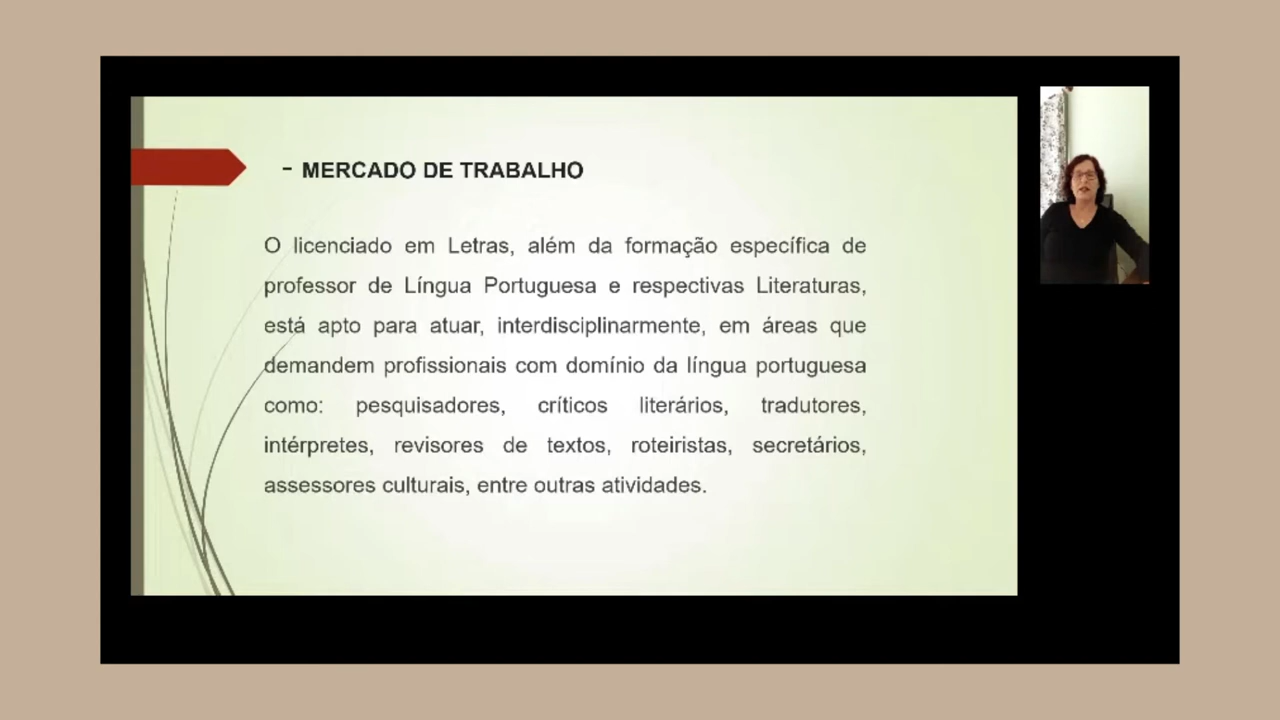 - MERCADO DE TRABALHO
O licenciado em Letras, além da formação específica de
professor de Língua Portuguesa e respectivas Literaturas,
está apto para atuar, interdisciplinarmente, em áreas que
demandem profissionais com domínio da língua portuguesa
como: pesquisadores, críticos literários, tradutores,
intérpretes, revisores de textos, roteiristas, secretários,
assessores culturais, entre outras atividades.